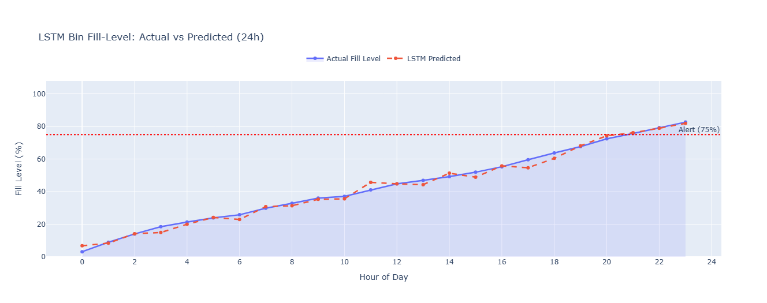 LSTM Bin Fill-Level: Actual vs Predicted (24h)
Actual Fill Level LSTM Predicted
100
80
60
40
20
0
Fill Level (%)
Alert (75%)
0 2 4 6 8 10 12 14 16 18 20 22 24
Hour of Day